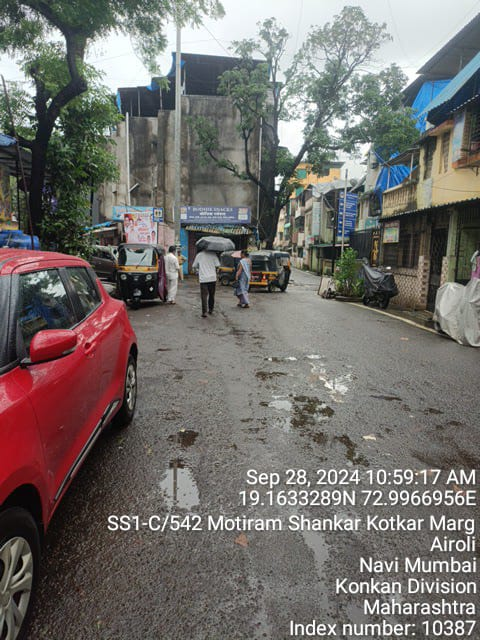 Sep 28, 2024 10:59:17 AM
19.1633289N 72.9966956E
SS1-C/542 Motiram Shankar Kotkar Marg
Airoli
Navi Mumbai
Konkan Division
Maharashtra
Index number: 10387